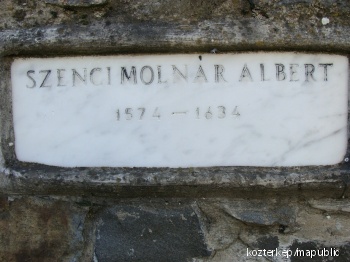 SZENCI MOLNÁR ALBERT
1574 — 1634
kozterkep/mapublic